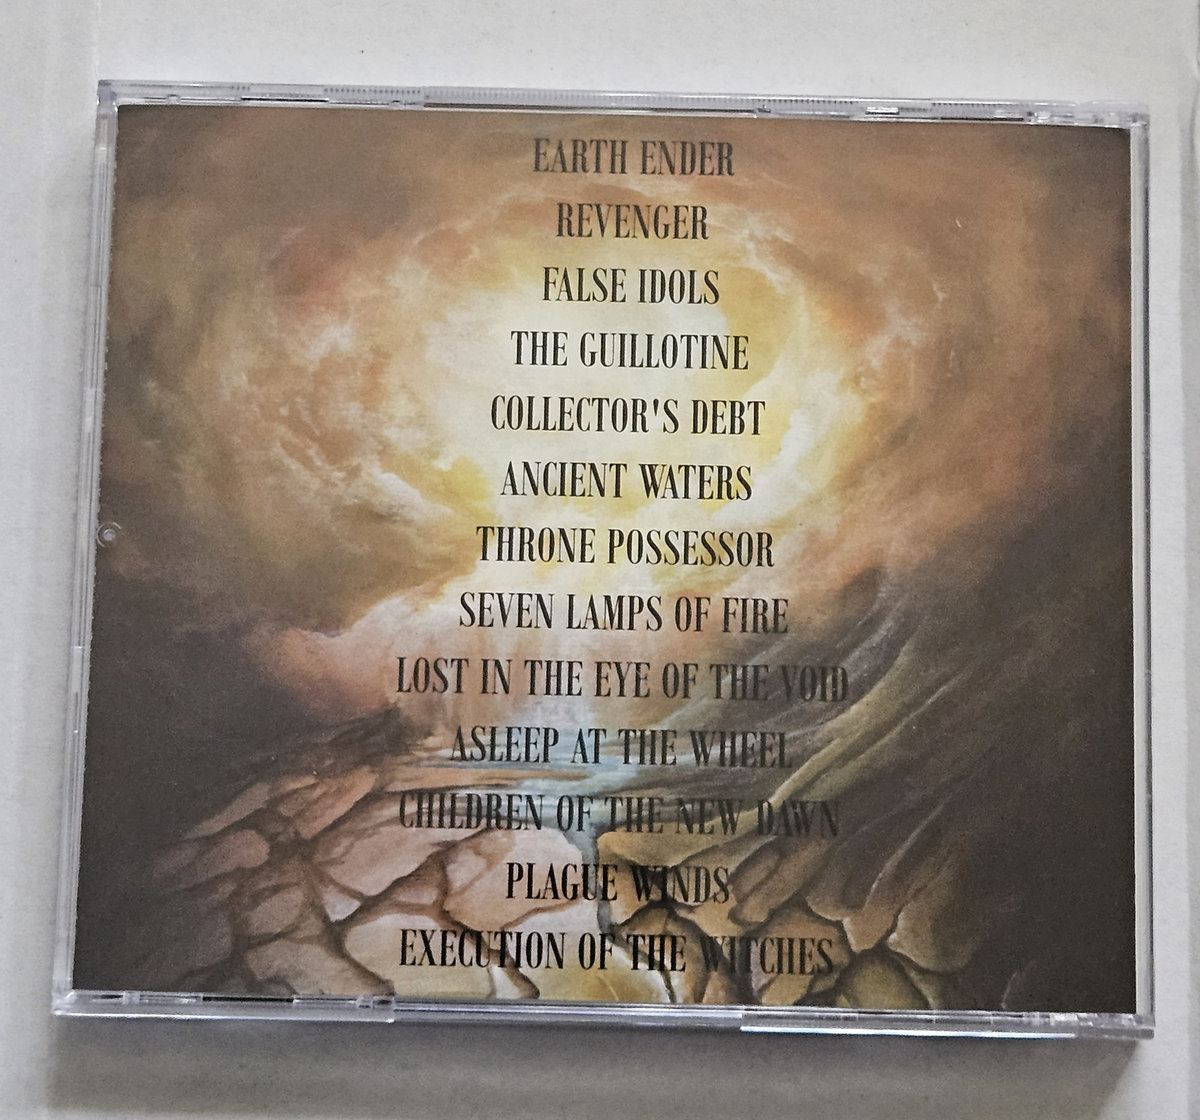 EARTH ENDER
REVENGER
FALSE IDOLS
THE GUILLOTINE
COLLECTOR'S DEBT
ANCIENT WATERS
THRONE POSSESSOR
SEVEN LAMPS OF FIRE
LOST IN THE EYE OF THE VOID
ASLEEP AT THE WHEEL
CHILDREN OF THE NEW DAWN
PLAGUE WINDS
EXECUTION OF THE WITCHES